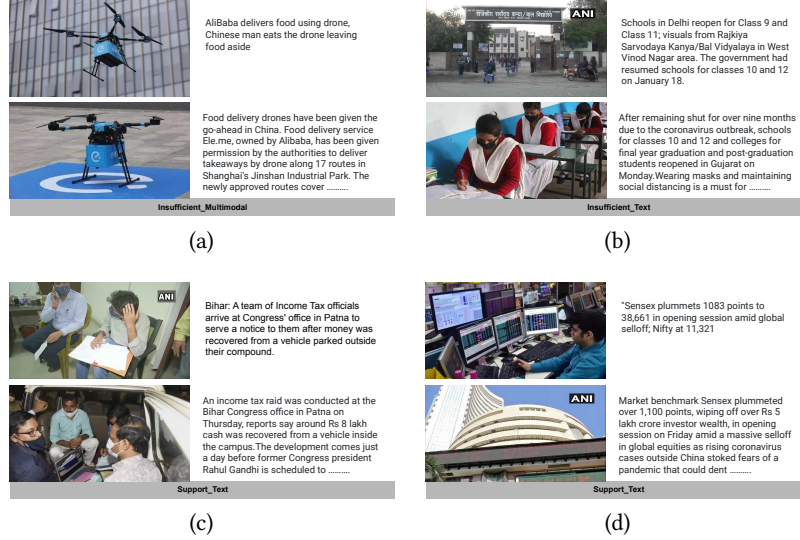 AliBaba delivers food using drone,
Chinese man eats the drone leaving
food aside
Food delivery drones have been given the
go-ahead in China. Food delivery service
Ele.me, owned by Alibaba, has been given
permission by the authorities to deliver
takeaways by drone along 17 routes in
Shanghai's Jinshan Industrial Park. The
newly approved routes cover ..........
Insufficient_Multimodal
(a)
ANI
Schools in Delhi reopen for Class 9 and
Class 11; visuals from Rajkiya
Sarvodaya Kanya/Bal Vidyalaya in West
Vinod Nagar area. The government had
resumed schools for classes 10 and 12
on January 18.
After remaining shut for over nine months
due to the coronavirus outbreak, schools
for classes 10 and 12 and colleges for
final year graduation and post-graduation
students reopened in Gujarat on
Monday.Wearing masks and maintaining
social distancing is a must for ..........
Insufficient_Text
(b)
ANI
Bihar: A team of Income Tax officials
arrive at Congress' office in Patna to
serve a notice to them after money was
recovered from a vehicle parked outside
their compound.
An income tax raid was conducted at the
Bihar Congress office in Patna on
Thursday, reports say around Rs 8 lakh
cash was recovered from a vehicle inside
the campus.The development comes just
a day before former Congress president
Rahul Gandhi is scheduled to ..........
Support_Text
(c)
"Sensex plummets 1083 points to
38,661 in opening session amid global
selloff; Nifty at 11,321
ANI
Market benchmark Sensex plummeted
over 1,100 points, wiping off over Rs 5
lakh crore investor wealth, in opening
session on Friday amid a massive selloff
in global equities as rising coronavirus
cases outside China stoked fears of a
pandemic that could dent ..........
Support_Text
(d)